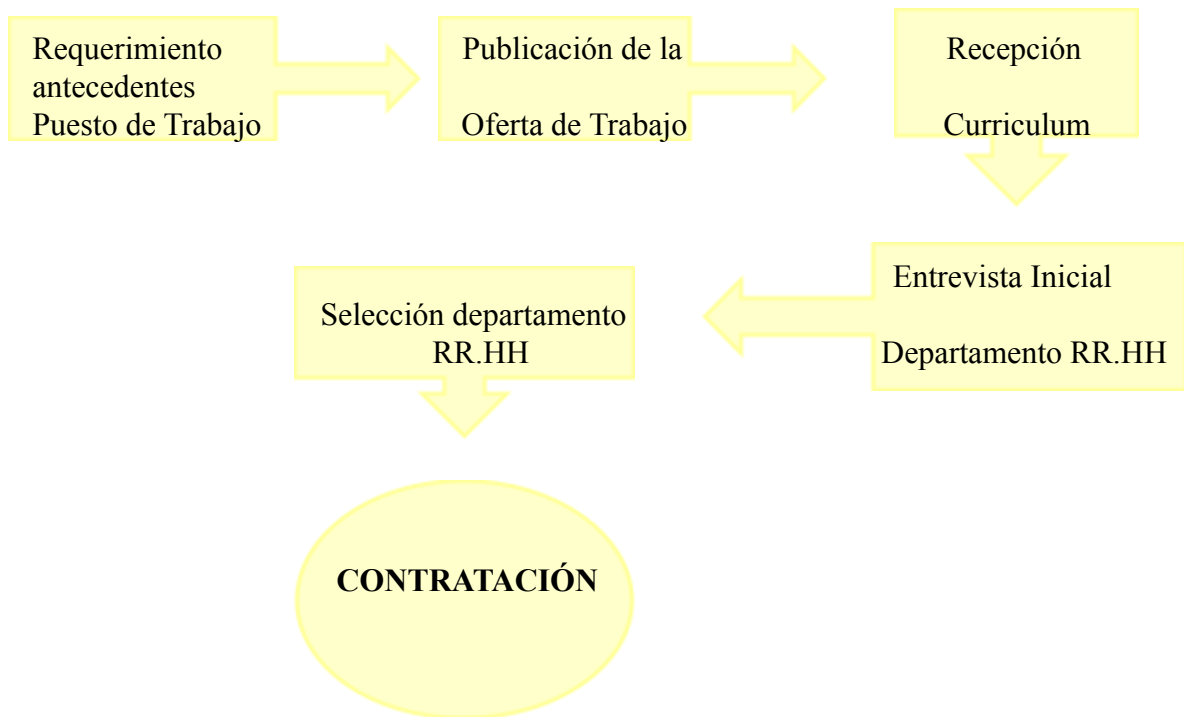 Requerimiento
antecedentes
Puesto de Trabajo
Publicación de la
Oferta de Trabajo
Recepción
Curriculum
Entrevista Inicial
Departamento RR.HH
Selección departamento
RR.HH
CONTRATACIÓN